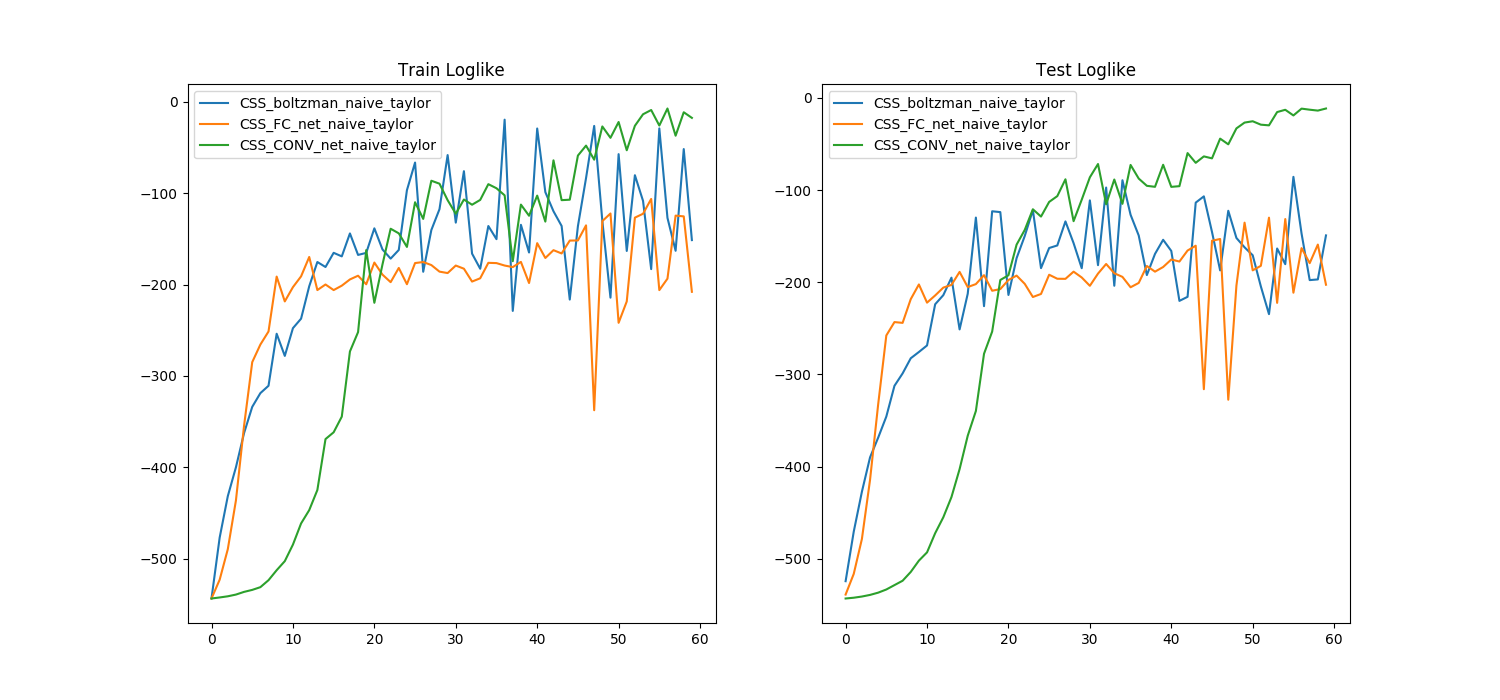 Train Loglike
CSS_boltzman_naive_taylor
CSS_FC_net_naive_taylor
CSS_CONV_net_naive_taylor
0
−100
−200
−300
−400
−500
0 10 20 30 40 50 60
Test Loglike
CSS_boltzman_naive_taylor
CSS_FC_net_naive_taylor
CSS_CONV_net_naive_taylor
0
−100
−200
−300
−400
−500
0 10 20 30 40 50 60